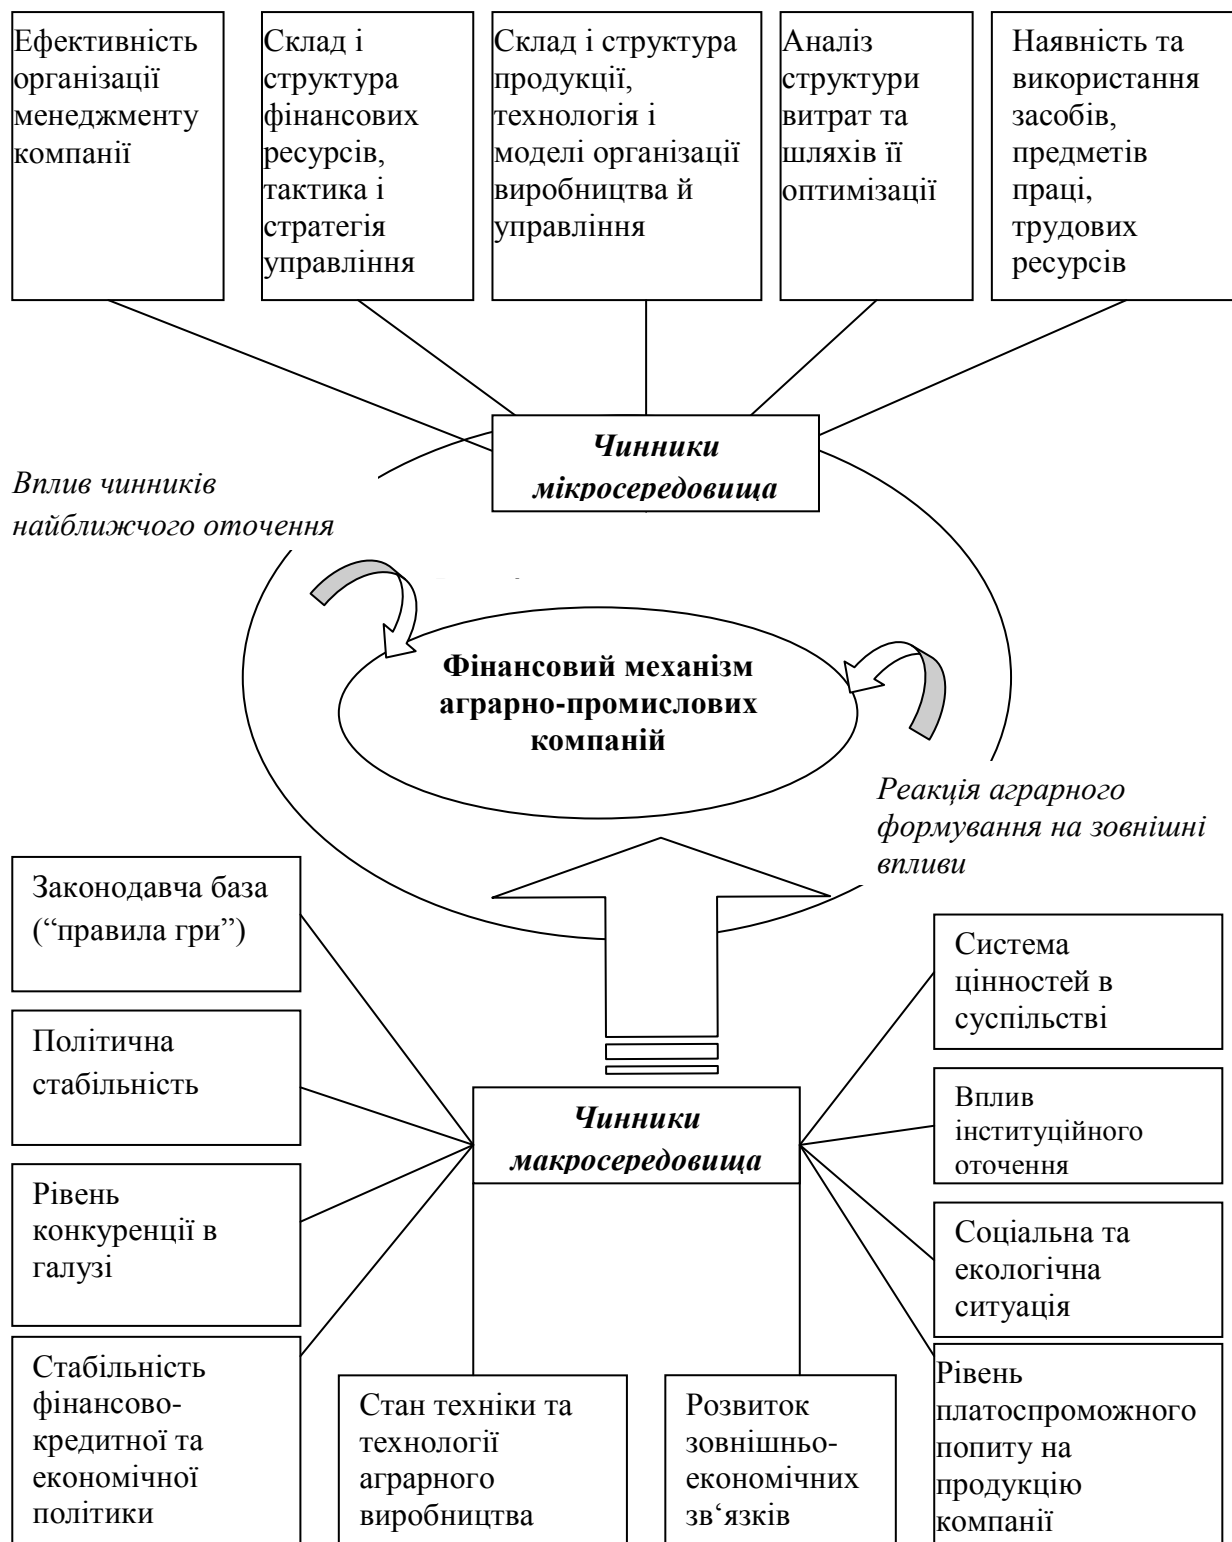 Ефективність
організації
менеджменту
компанії
Склад і
структура
фінансових
ресурсів,
тактика і
стратегія
управління
Склад і структура
продукції,
технологія і
моделі організації
виробництва й
управління
Аналіз
структури
витрат та
шляхів її
оптимізації
Наявність та
використання
засобів,
предметів
праці,
трудових
ресурсів
Чинники
мікросередовища
Вплив чинників
найближчого оточення
Фінансовий механізм
аграрно-промислових
компаній
Реакція аграрного
формування на зовнішні
впливи
Законодавча база
(“правила гри”)
Політична
стабільність
Рівень
конкуренції в
галузі
Стабільність
фінансово-
кредитної та
економічної
політики
Чинники
макросередовища
Стан техніки та
технології
аграрного
виробництва
Розвиток
зовнішньо-
економічних
зв‘язків
Система
цінностей в
суспільстві
Вплив
інституційного
оточення
Соціальна та
екологічна
ситуація
Рівень
платоспроможного
попиту на
продукцію
компанії